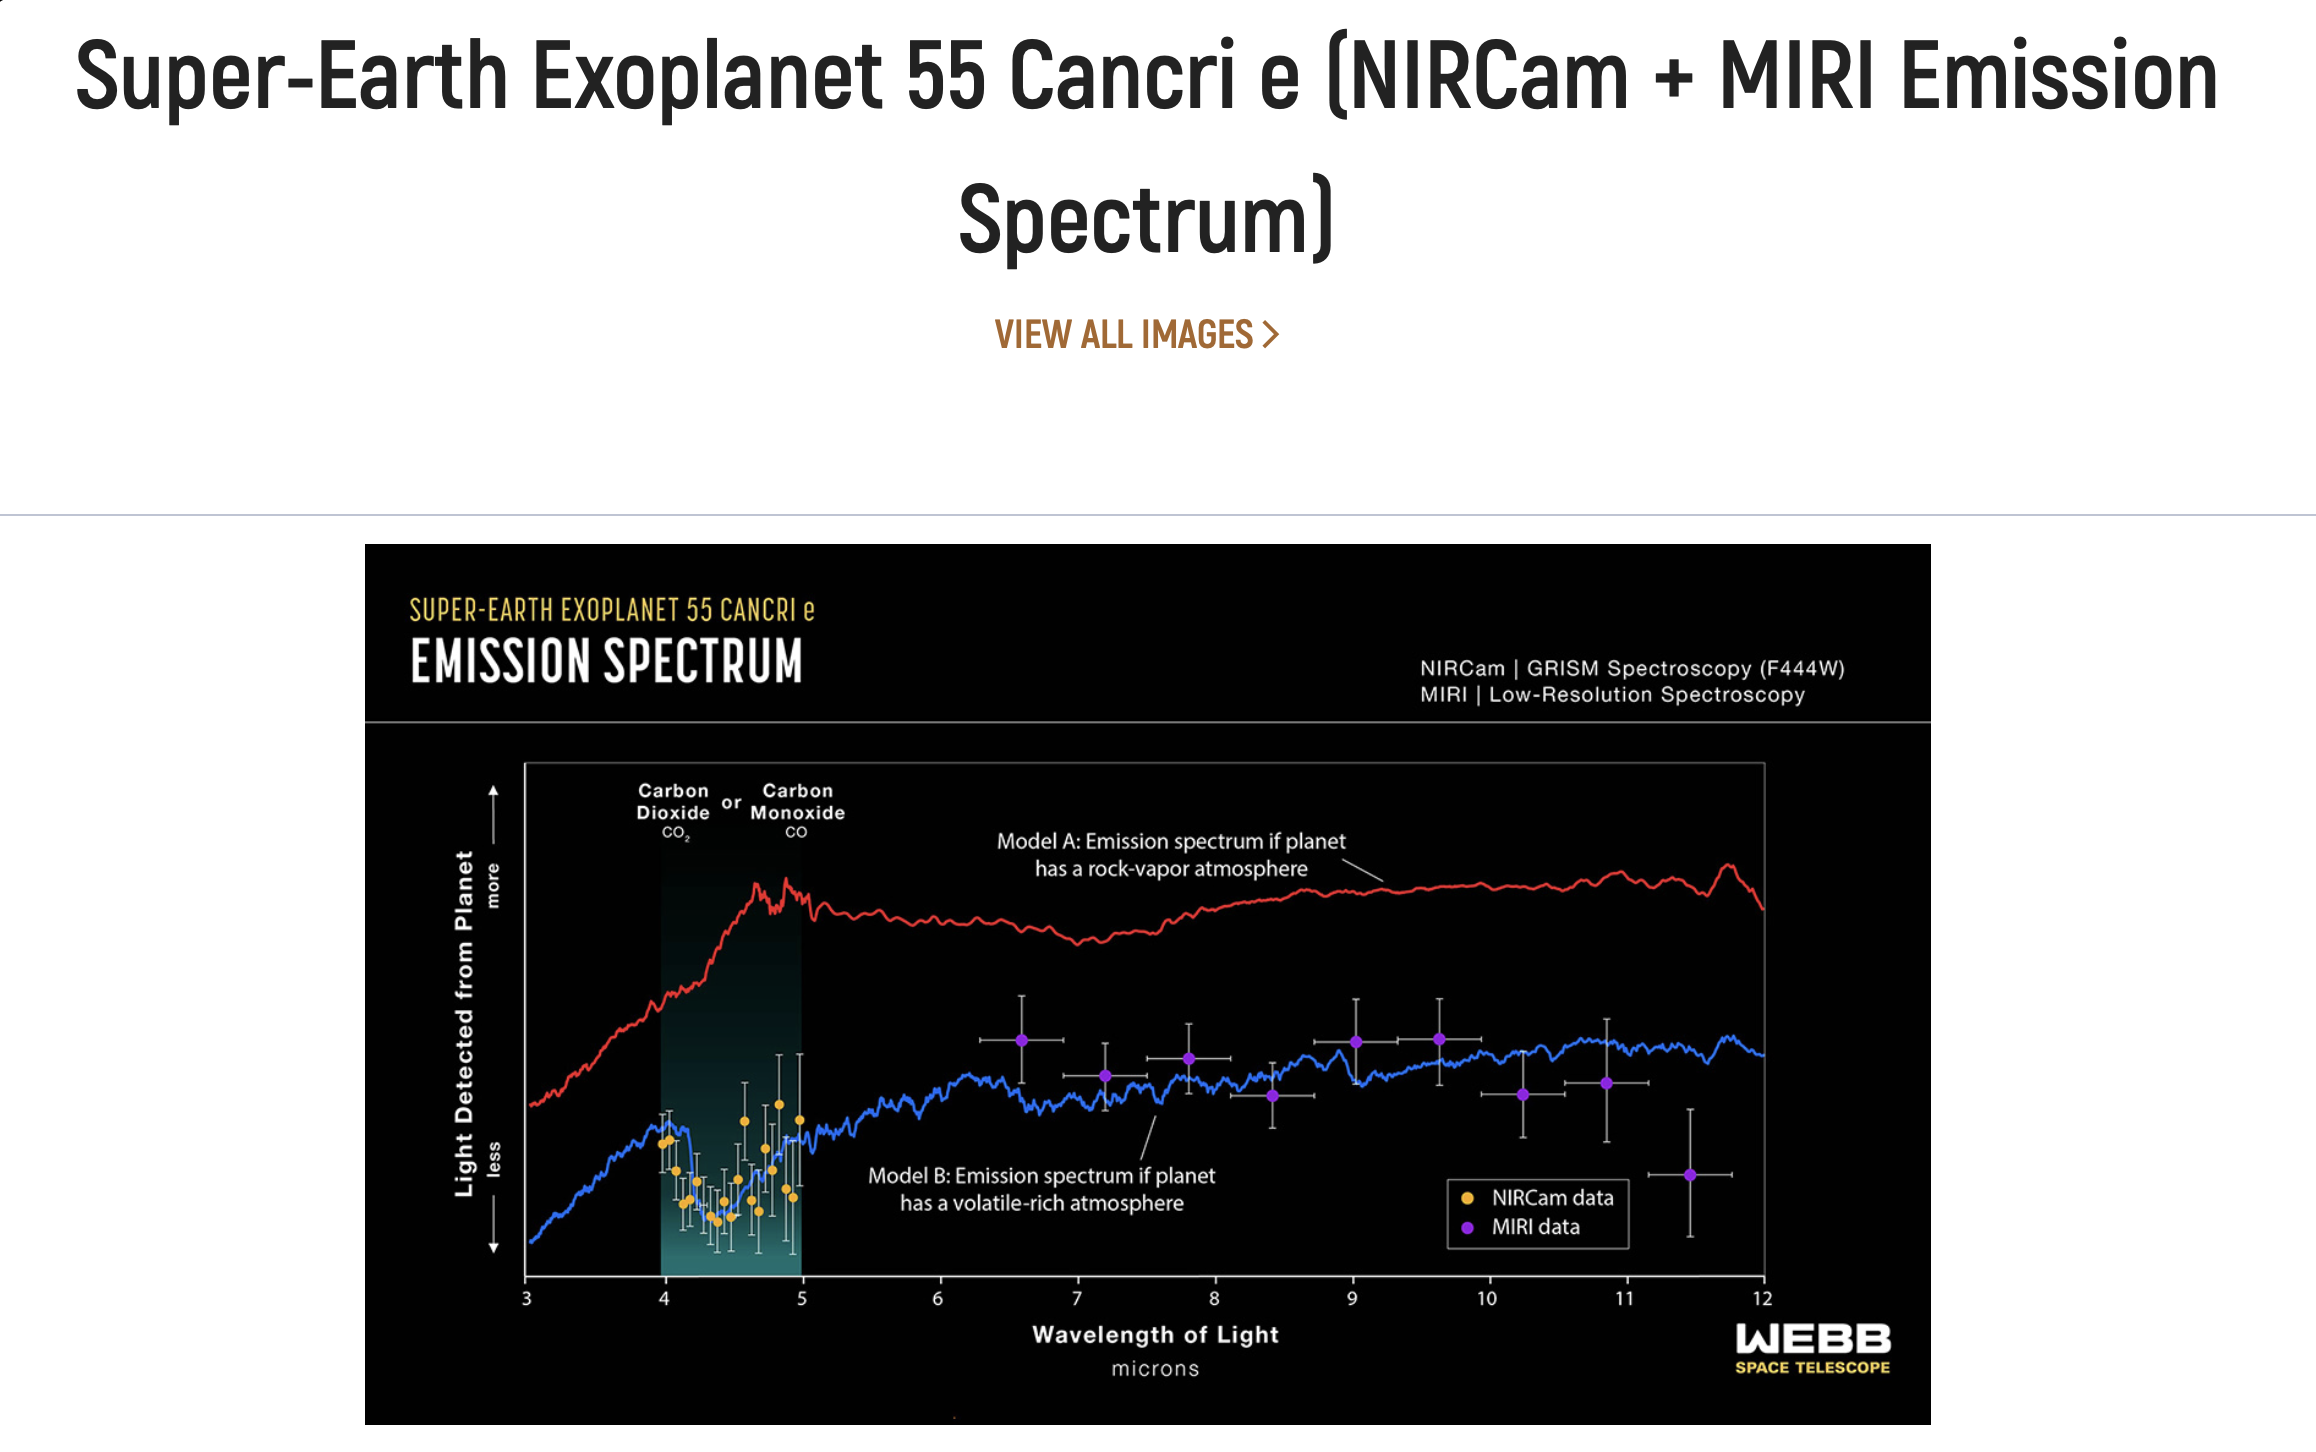 Super-Earth Exoplanet 55 Cancri e (NIRCam + MIRI Emission
Spectrum)
VIEW ALL IMAGES >
SUPER-EARTH EXOPLANET 55 CANCRI e
EMISSION SPECTRUM
NIRCam | GRISM Spectroscopy (F444W)
MIRI | Low-Resolution Spectroscopy
Carbon
Dioxide
CO₂
or
Carbon
Monoxide
CO
Model A: Emission spectrum if planet
has a rock-vapor atmosphere
Light Detected from Planet
more
less
Model B: Emission spectrum if planet
has a volatile-rich atmosphere
NIRCam data
MIRI data
3 4 5 6 7 8 9 10 11 12
Wavelength of Light
microns
WEBB
SPACE TELESCOPE